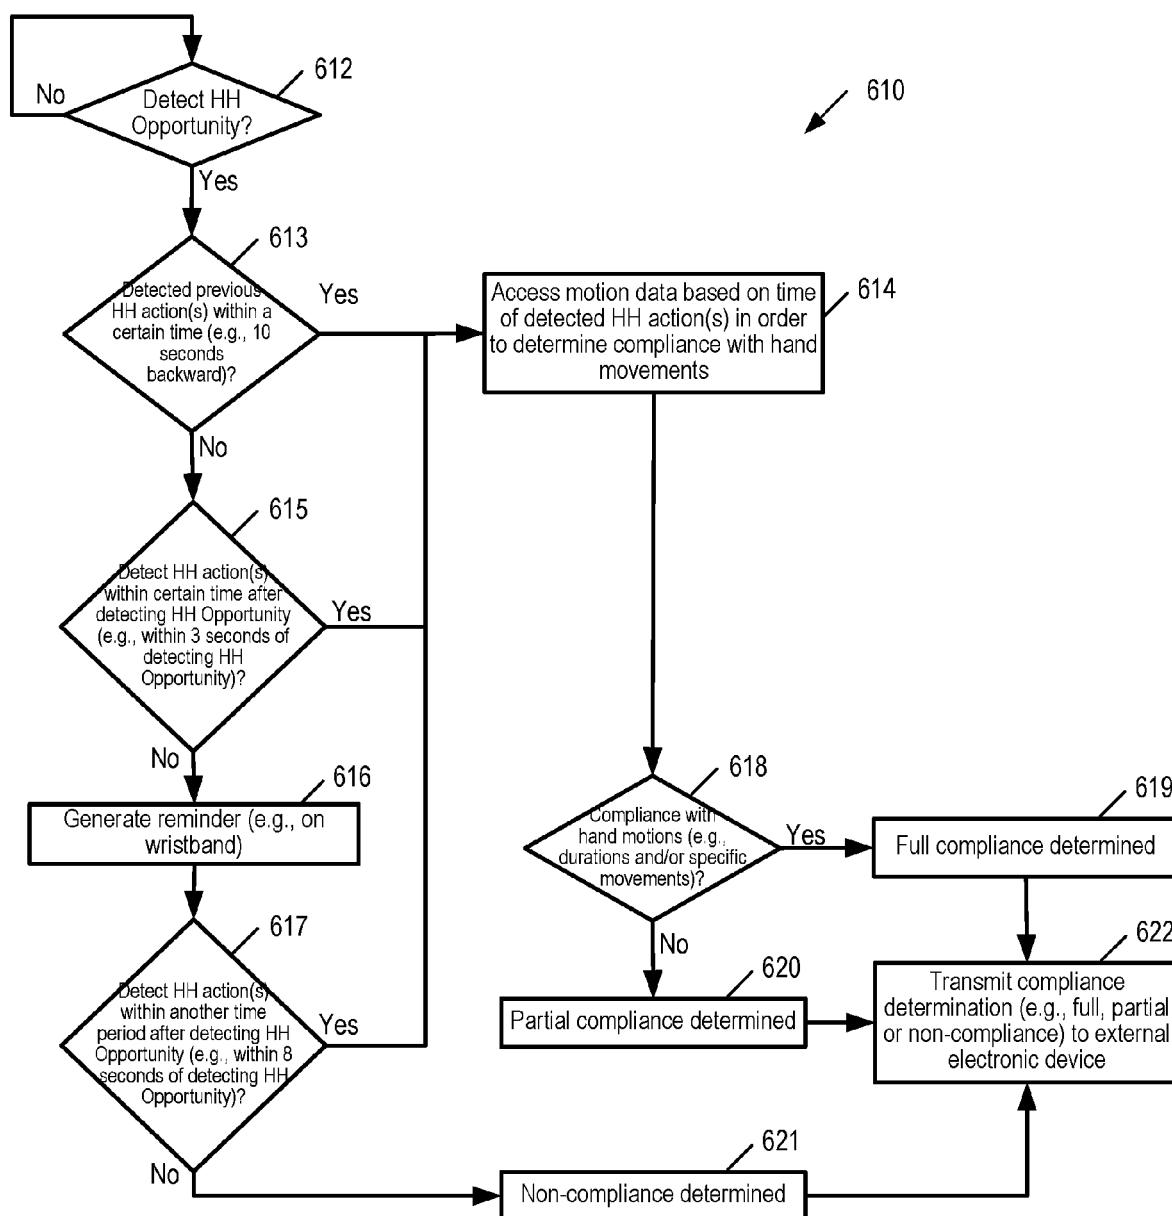 612
No
Detect HH
Opportunity?
610
Yes
613
Detected previous
HH action(s) within a
certain time (e.g., 10
seconds
backward)?
Yes
Access motion data based on time
of detected HH action(s) in order
to determine compliance with hand
movements
614
No
615
Detect HH action(s)
within certain time after
detecting HH Opportunity
(e.g., within 3 seconds of
detecting HH
Opportunity)?
Yes
No
616
Generate reminder (e.g., on
wristband)
617
Detect HH action(s)
within another time
period after detecting HH
Opportunity (e.g., within 8
seconds of detecting HH
Opportunity)?
Yes
No
618
Compliance with
hand motions (e.g.,
durations and/or specific
movements)?
Yes
619
Full compliance determined
No
620
Partial compliance determined
622
Transmit compliance
determination (e.g., full, partial
or non-compliance) to external
electronic device
621
Non-compliance determined